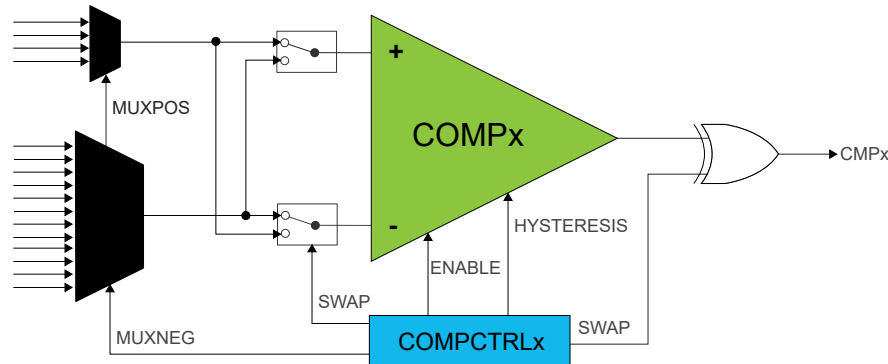 +
MUXPOS
COMPx
CMPx
-
HYSTERESIS
ENABLE
SWAP
SWAP
MUXNEG
COMPCTRLx